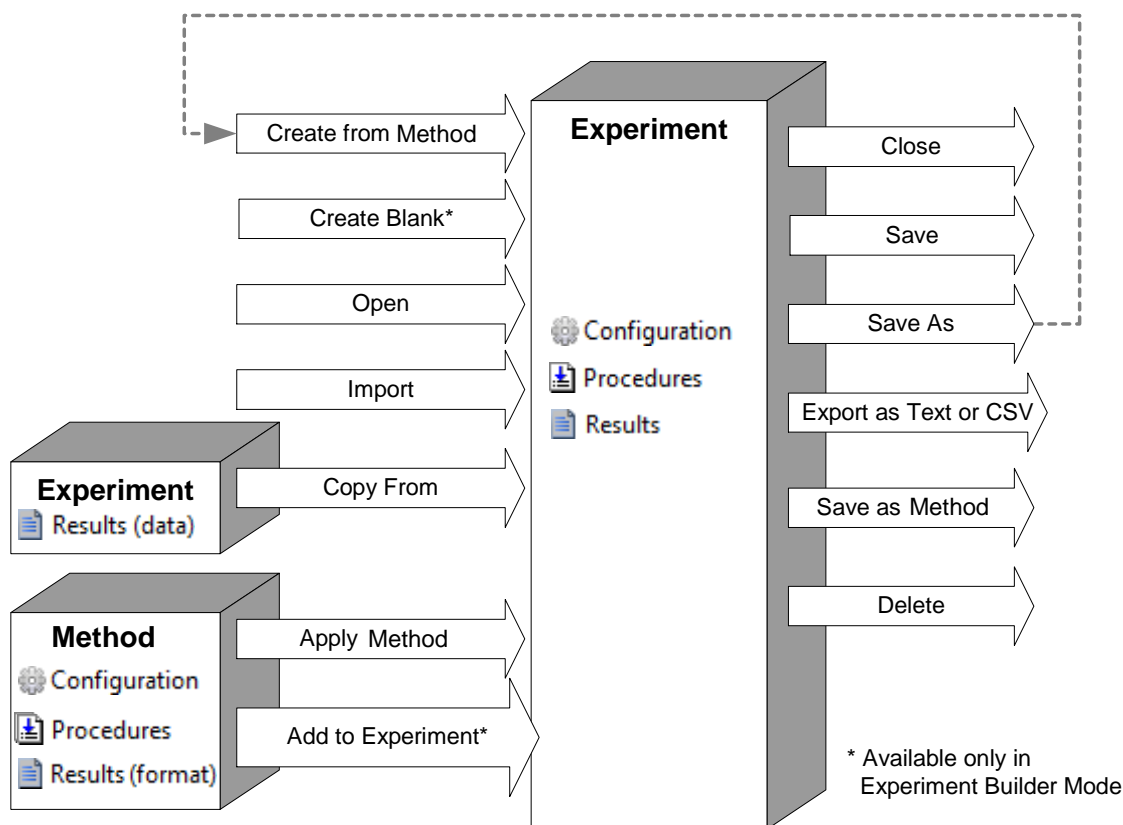 Create from Method
Create Blank*
Open
Import
Copy From
Experiment
Results (data)
Method
Configuration
Procedures
Results (format)
Apply Method
Add to Experiment*
Experiment
Configuration
Procedures
Results
Close
Save
Save As
Export as Text or CSV
Save as Method
Delete
* Available only in
Experiment Builder Mode